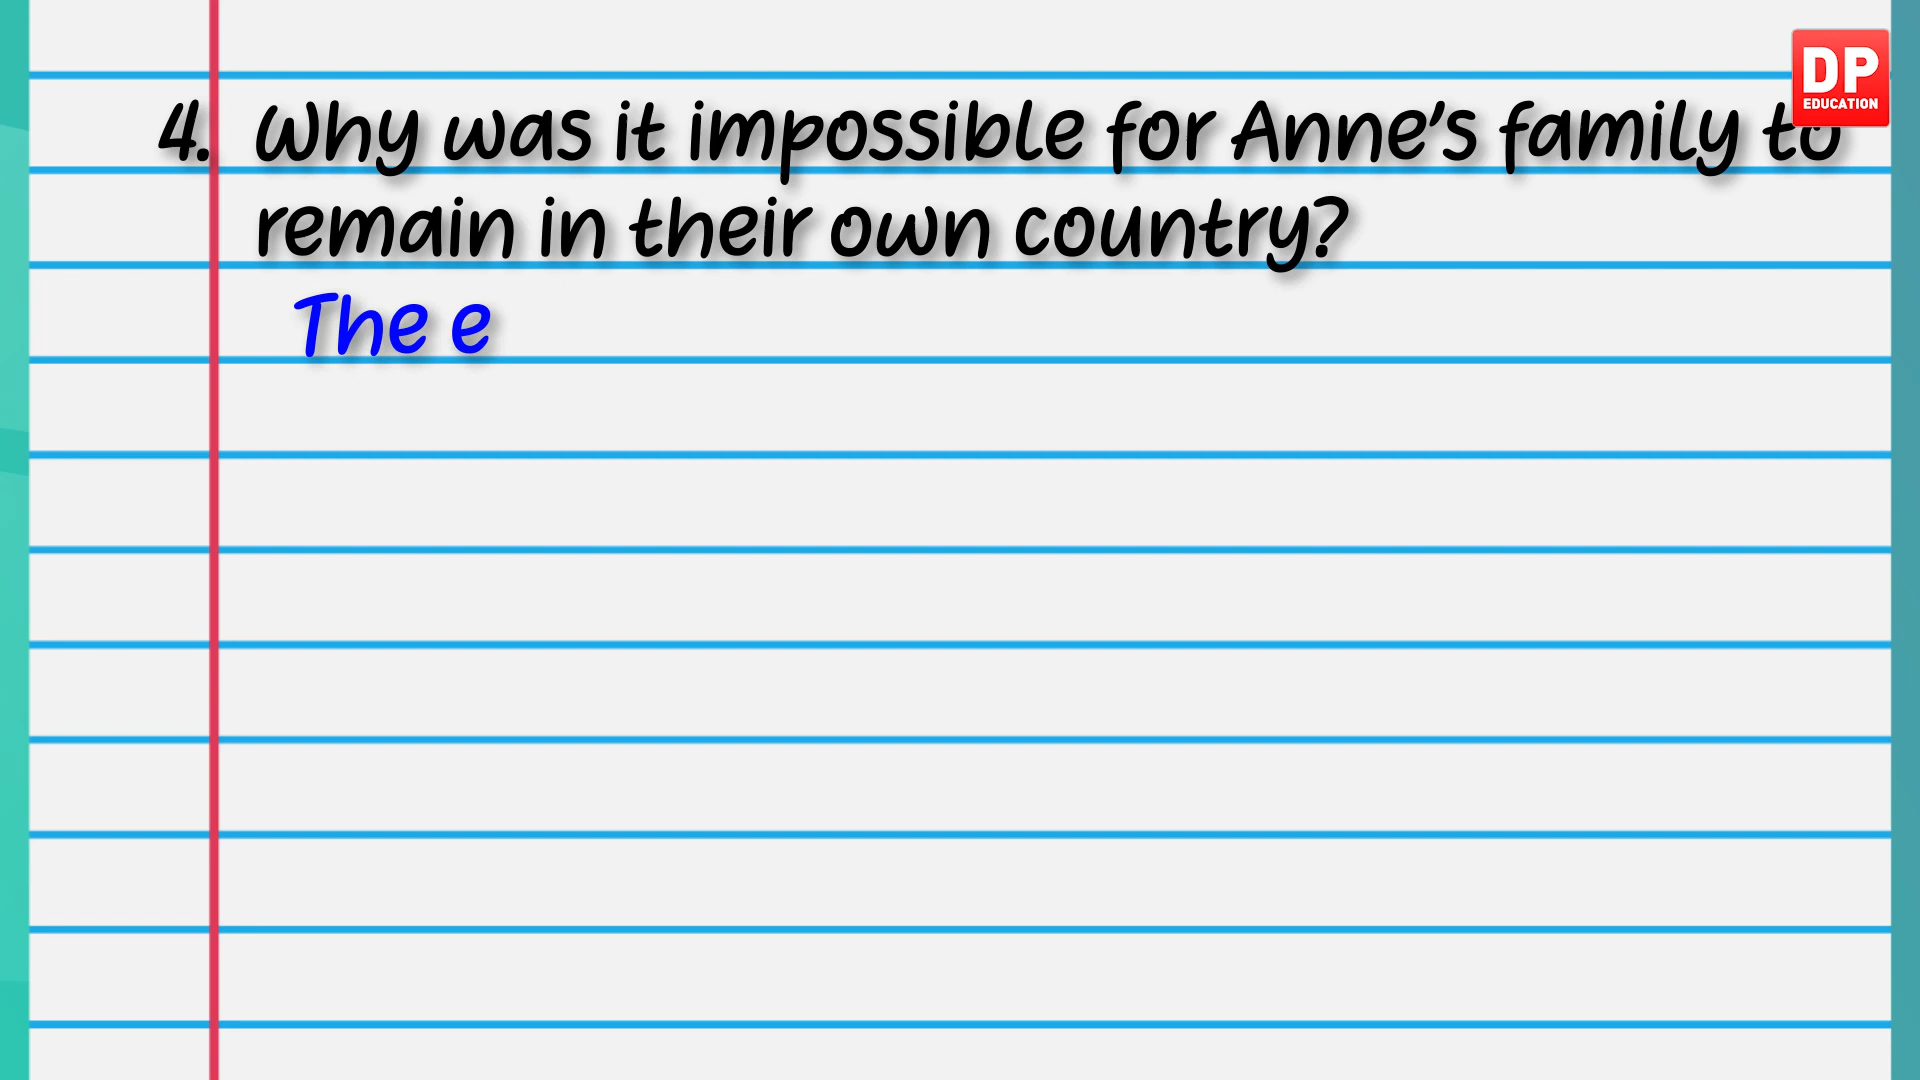 DP
EDUCATION
4. Why was it impossible for Anne's family to
remain in their own country?
The e